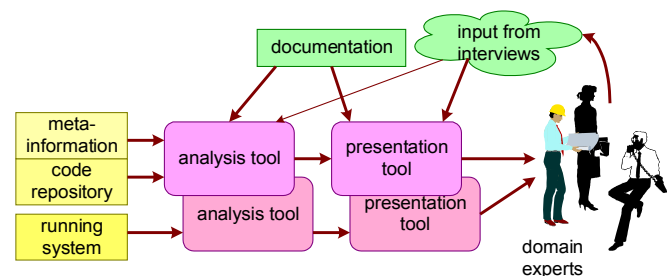 documentation
input from
interviews
meta-
information
code
repository
running
system
analysis tool
presentation
tool
analysis tool
presentation
tool
domain
experts